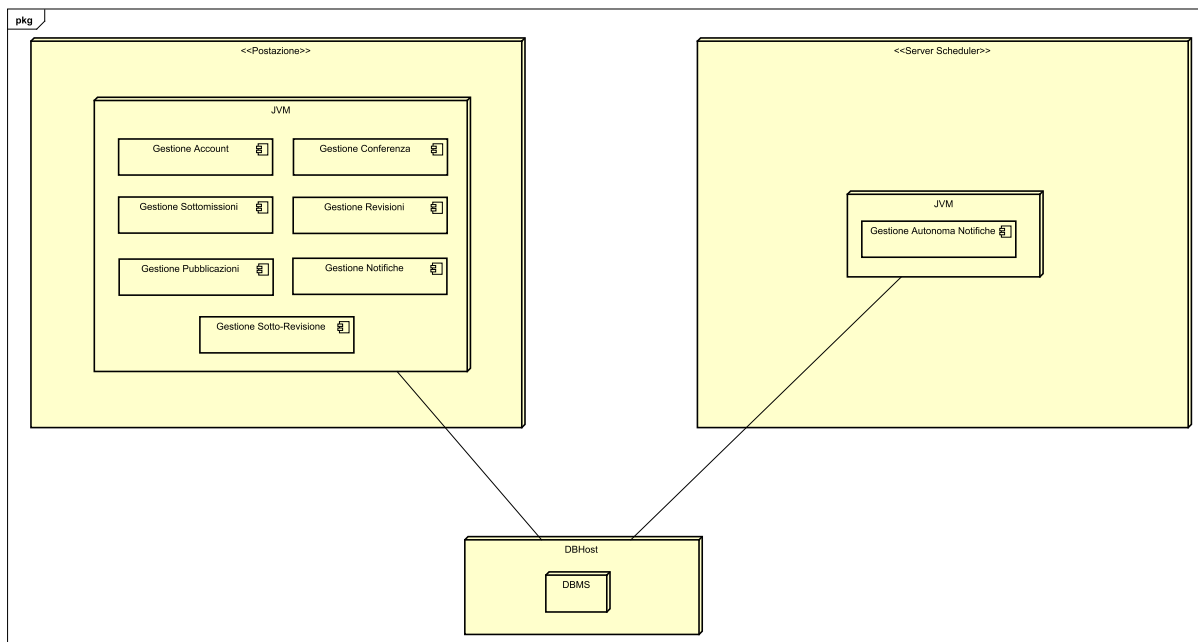 pkg
<<Postazione>>
JVM
Gestione Account
Gestione Conferenza
Gestione Sottomissioni
Gestione Revisioni
Gestione Pubblicazioni
Gestione Notifiche
Gestione Sotto-Revisione
<<Server Scheduler>>
JVM
Gestione Autonoma Notifiche
DBHost
DBMS